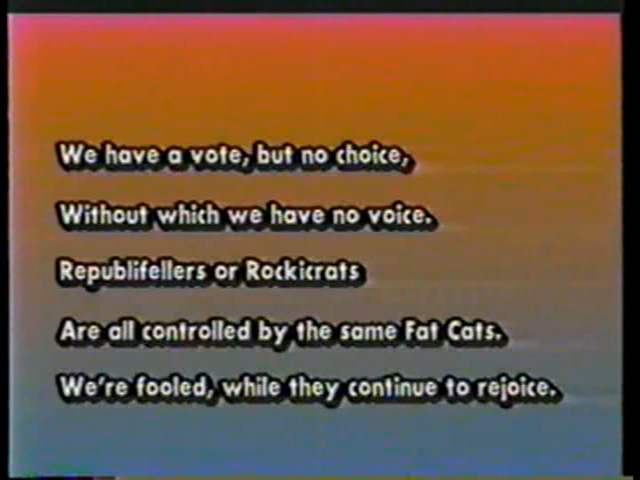 We have a vote, but no choice,
Without which we have no voice.
Republifellers or Rockicrats
Are all controlled by the same Fat Cats.
We're fooled, while they continue to rejoice.